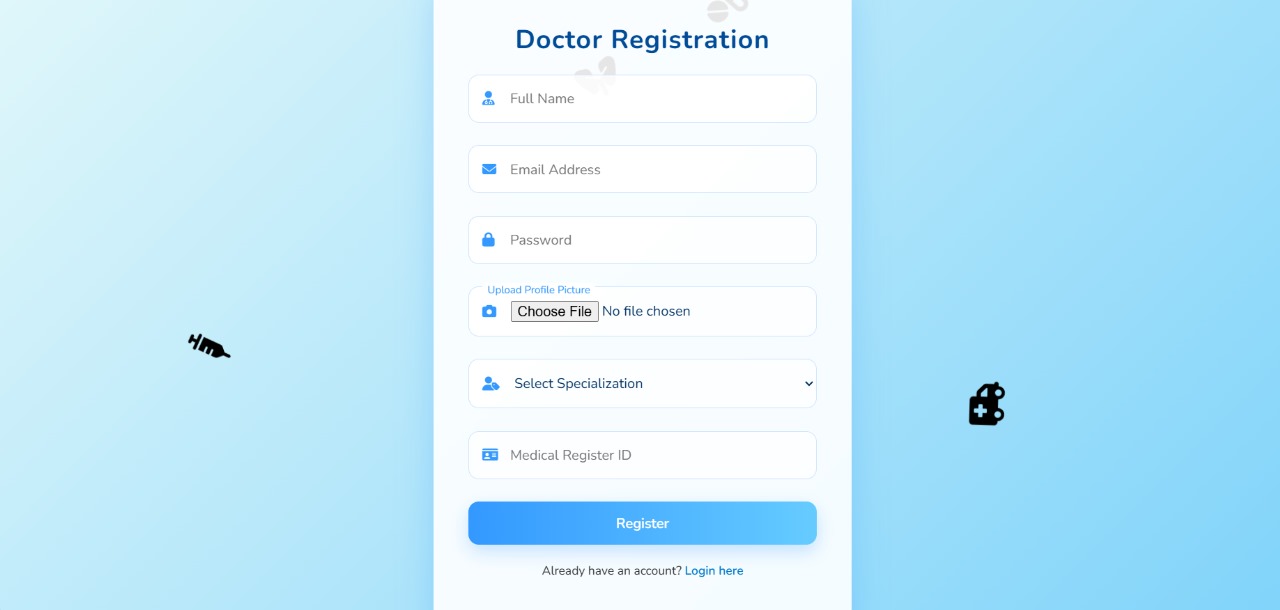 Doctor Registration
Full Name
Email Address
Password
Upload Profile Picture
Choose File No file chosen
Select Specialization
Medical Register ID
Register
Already have an account? Login here